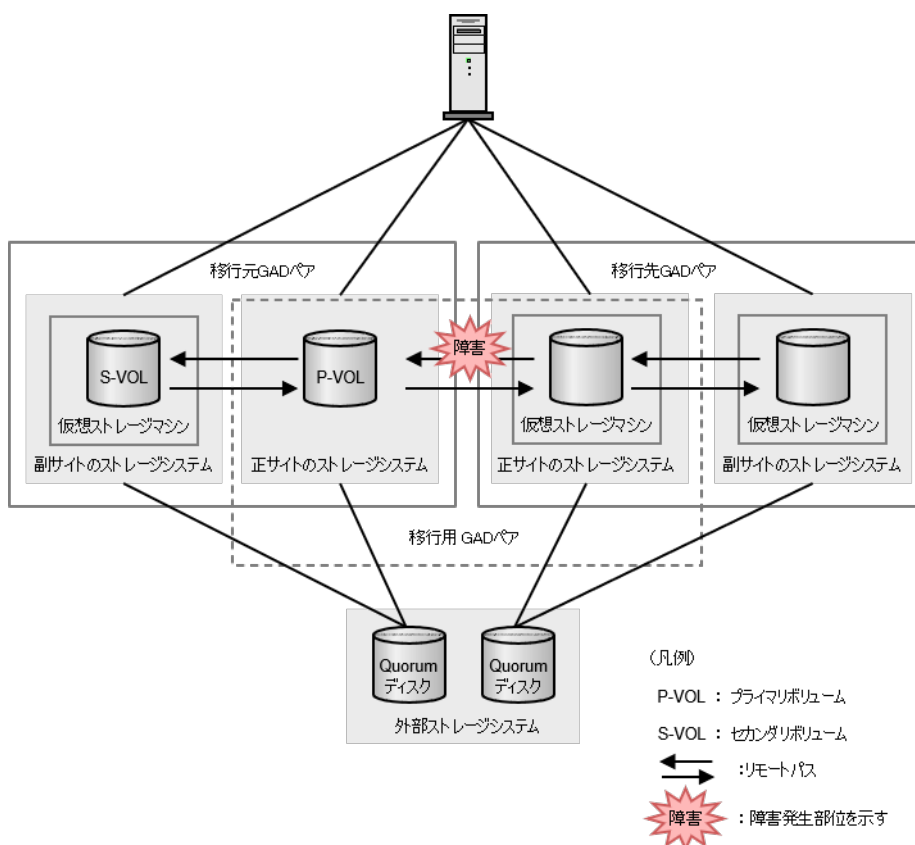 移行元GADペア
移行先GADペア
障害
S-VOL
P-VOL
仮想ストレージマシン
仮想ストレージマシン
仮想ストレージマシン
副サイトのストレージシステム
正サイトのストレージシステム
正サイトのストレージシステム
副サイトのストレージシステム
移行用 GADペア
Quorum
ディスク
Quorum
ディスク
外部ストレージシステム
(凡例)
P-VOL : プライマリボリューム
S-VOL : セカンダリボリューム
:リモートパス
障害 : 障害発生部位を示す